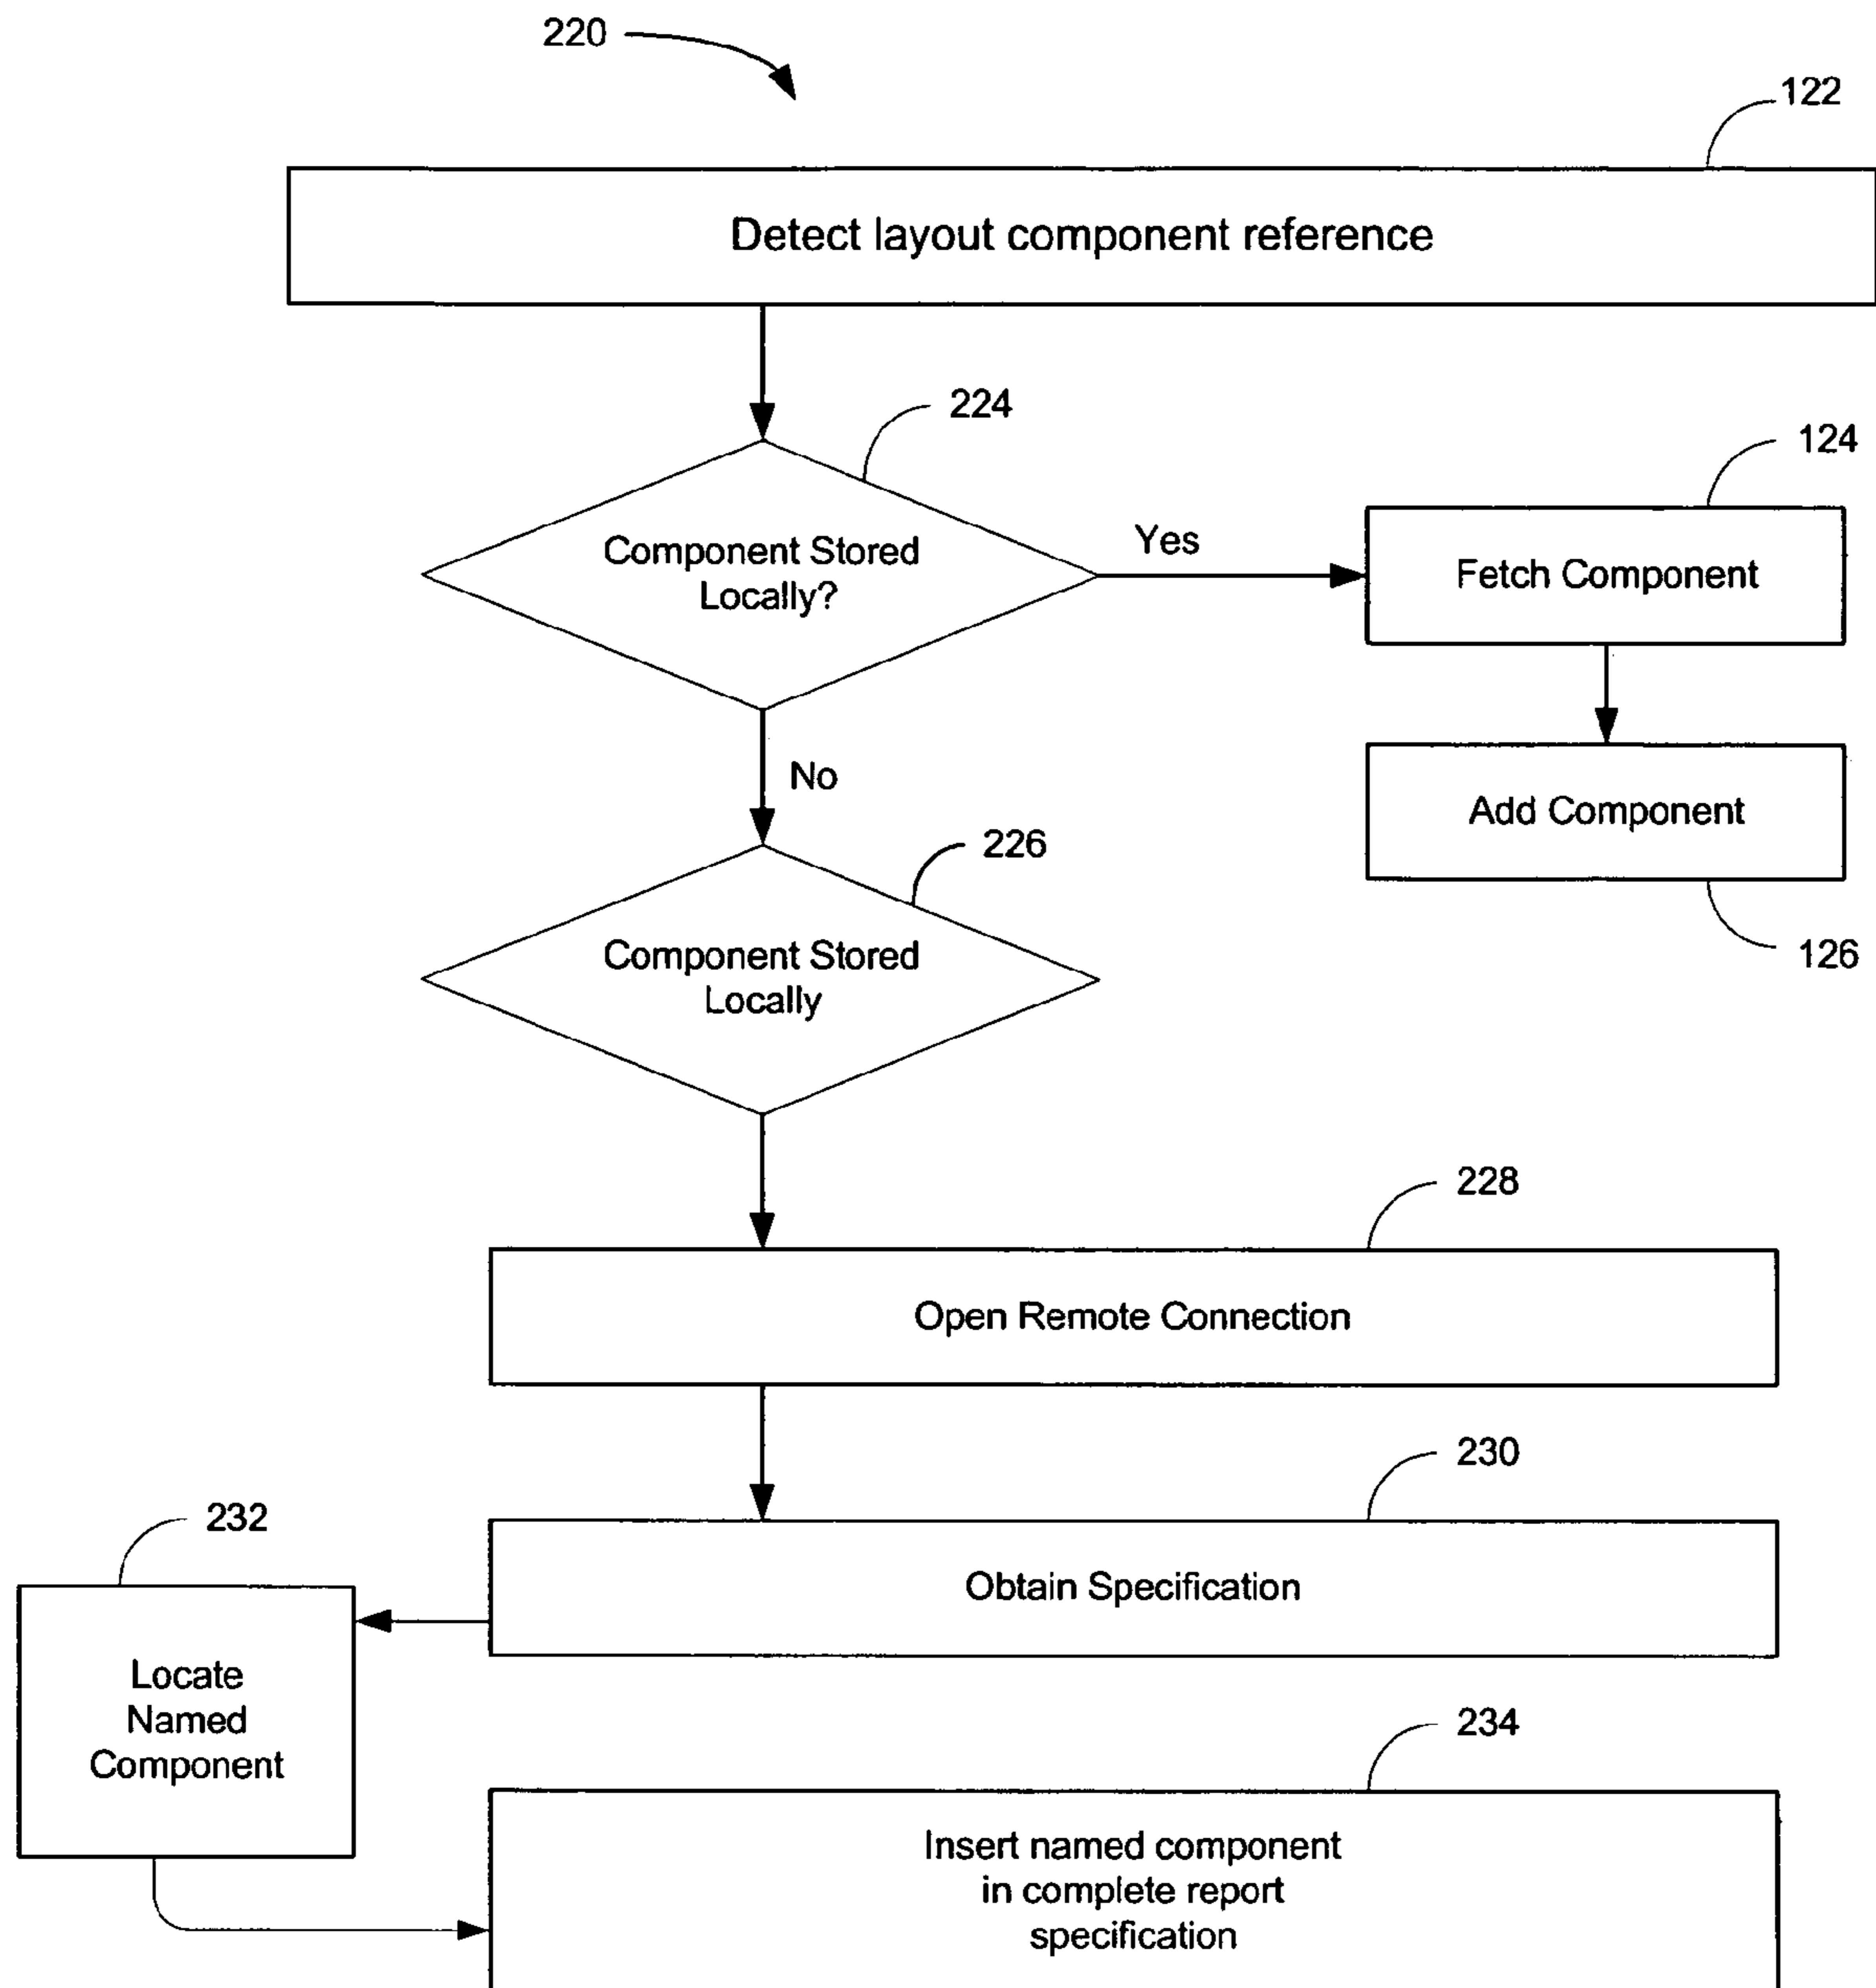 220
122
Detect layout component reference
224
Component Stored
Locally?
Yes
124
Fetch Component
No
Add Component
126
226
Component Stored
Locally
228
Open Remote Connection
230
Obtain Specification
232
Locate
Named
Component
234
Insert named component
in complete report
specification